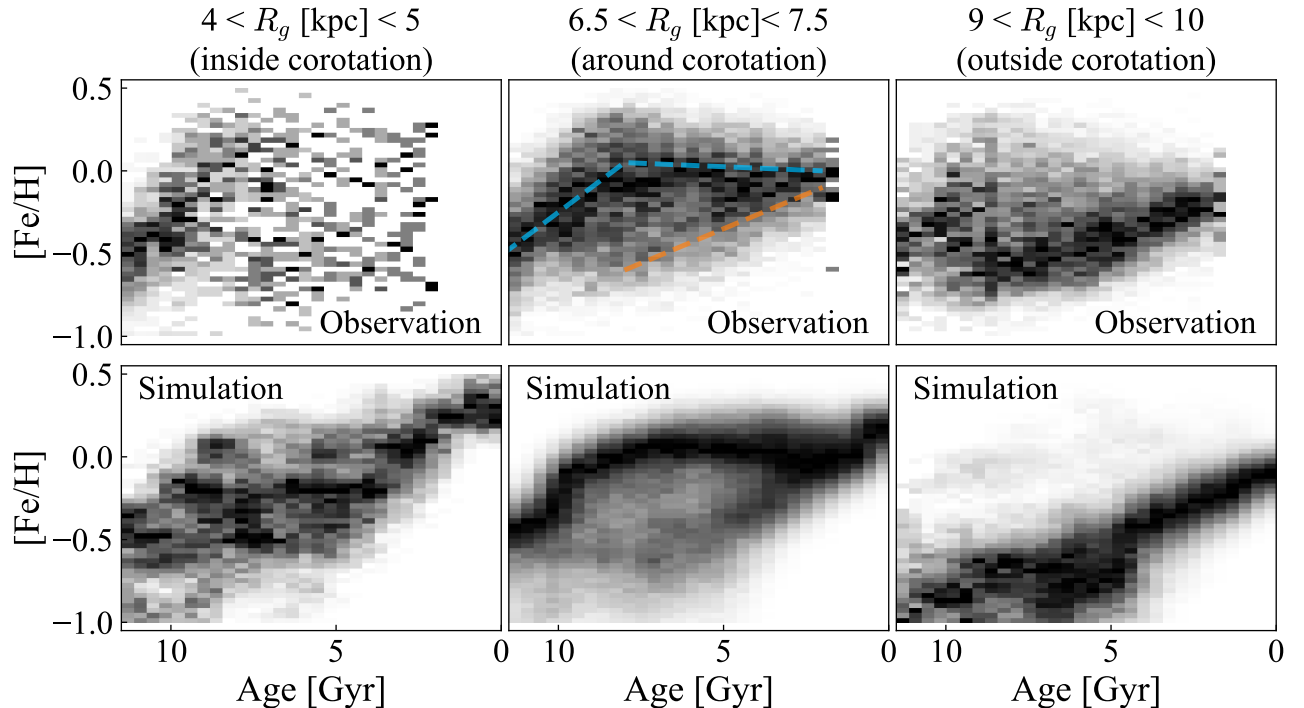 4 < R_g [kpc] < 5
(inside corotation)
6.5 < R_g [kpc] < 7.5
(around corotation)
9 < R_g [kpc] < 10
(outside corotation)
0.5
0.0
−0.5
−1.0
[Fe/H]
Observation
Observation
Observation
0.5
0.0
−0.5
−1.0
[Fe/H]
Simulation
Simulation
Simulation
10 5 0
10 5 0
10 5 0
Age [Gyr]
Age [Gyr]
Age [Gyr]